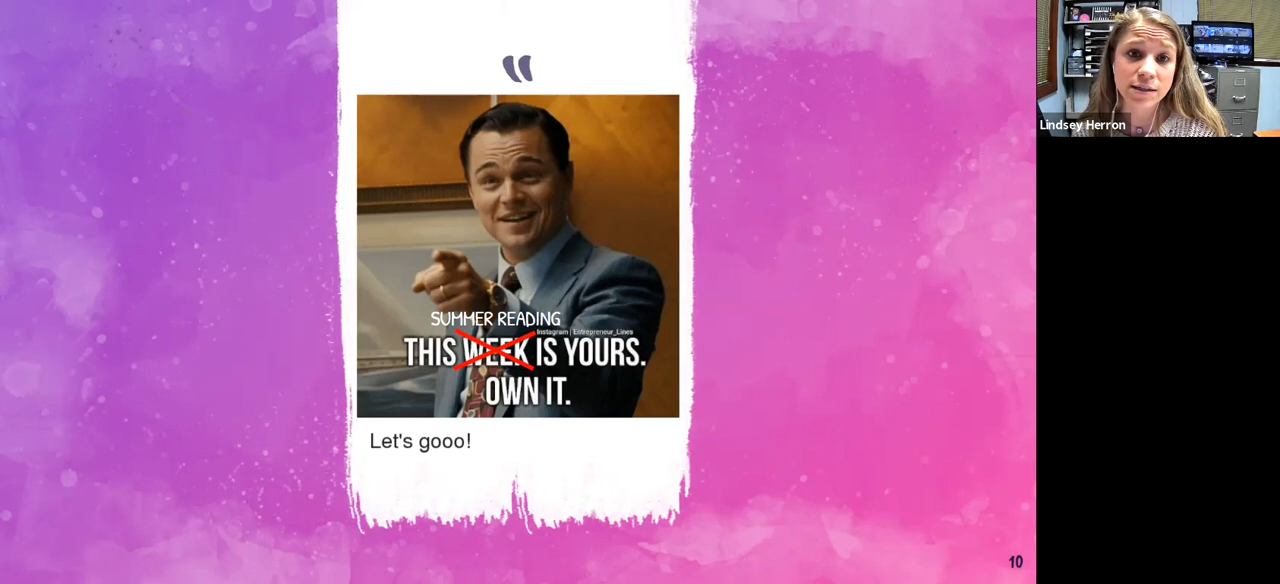 “
SUMMER READING
Instagram | Entrepreneur_Lines
THIS WEEK IS YOURS.
OWN IT.
Let's gooo!
10
Lindsey Herron